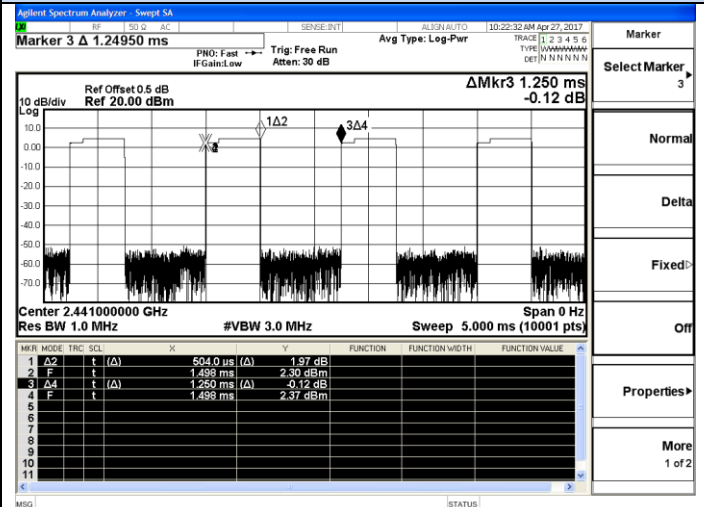 Agilent Spectrum Analyzer - Swept SA
LXI RF 50 Ω AC SENSE:INT ALIGN AUTO 10:22:32 AM Apr 27, 2017
Marker 3 Δ 1.24950 ms
Avg Type: Log-Pwr
TRACE 1 2 3 4 5 6
TYPE WWWWWW
DET N N N N N N
PNO: Fast
IFGain:Low
Trig: Free Run
Atten: 30 dB
ΔMkr3 1.250 ms
-0.12 dB
Ref Offset 0.5 dB
10 dB/div Ref 20.00 dBm
Log
10.0
0.00
-10.0
-20.0
-30.0
-40.0
-50.0
-60.0
-70.0
1Δ2
3Δ4
Center 2.441000000 GHz Span 0 Hz
Res BW 1.0 MHz #VBW 3.0 MHz Sweep 5.000 ms (10001 pts)
MKR MODE TRC SCL X Y FUNCTION FUNCTION WIDTH FUNCTION VALUE
1 Δ2 t (Δ) 504.0 µs (Δ) 1.97 dB
2 F t 1.498 ms 2.30 dBm
3 Δ4 t (Δ) 1.250 ms (Δ) -0.12 dB
4 F t 1.498 ms 2.37 dBm
5
6
7
8
9
10
11
MSG STATUS
Marker
Select Marker
3
Normal
Delta
Fixed
Off
Properties
More
1 of 2